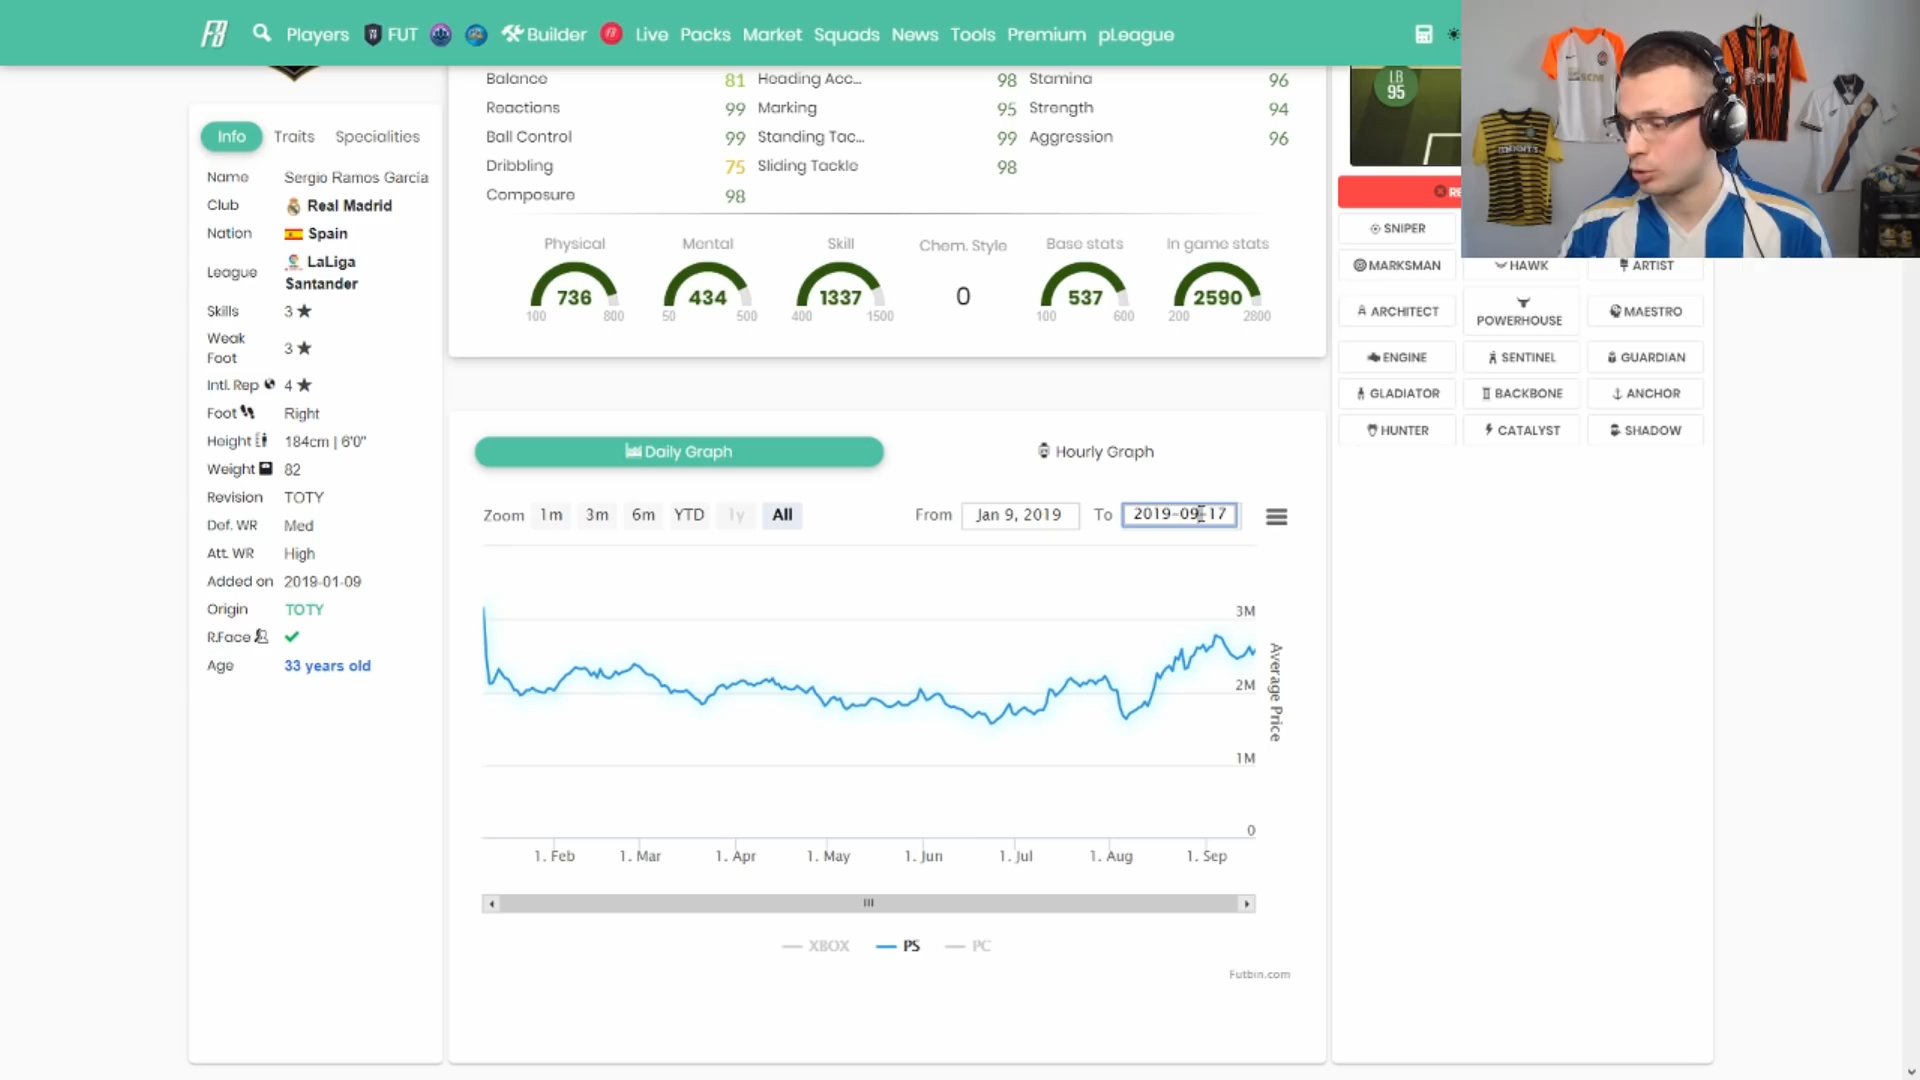 Players FUT Builder Live Packs Market Squads News Tools Premium pLeague
Balance 81 Heading Acc... 98 Stamina 96
Reactions 99 Marking 95 Strength 94
Ball Control 99 Standing Tac... 99 Aggression 96
Dribbling 75 Sliding Tackle 98
Composure 98
LB
95
Info Traits Specialities
Name Sergio Ramos García
Club Real Madrid
Nation Spain
League LaLiga
Santander
Skills 3
Weak
Foot 3
Intl. Rep 4
Foot Right
Height 184cm | 6'0"
Weight 82
Revision TOTY
Def. WR Med
Att. WR High
Added on 2019-01-09
Origin TOTY
R.Face
Age 33 years old
Physical Mental Skill Chem. Style Base stats In game stats
736 434 1337 0 537 2590
100 800 50 500 400 1500 100 600 200 2800
SNIPER
MARKSMAN HAWK ARTIST
ARCHITECT POWERHOUSE MAESTRO
ENGINE SENTINEL GUARDIAN
GLADIATOR BACKBONE ANCHOR
HUNTER CATALYST SHADOW
Daily Graph Hourly Graph
Zoom 1m 3m 6m YTD 1y All From Jan 9, 2019 To 2019-09-17
3M
2M
1M
0
Average Price
1. Feb 1. Mar 1. Apr 1. May 1. Jun 1. Jul 1. Aug 1. Sep
XBOX PS PC
Futbin.com